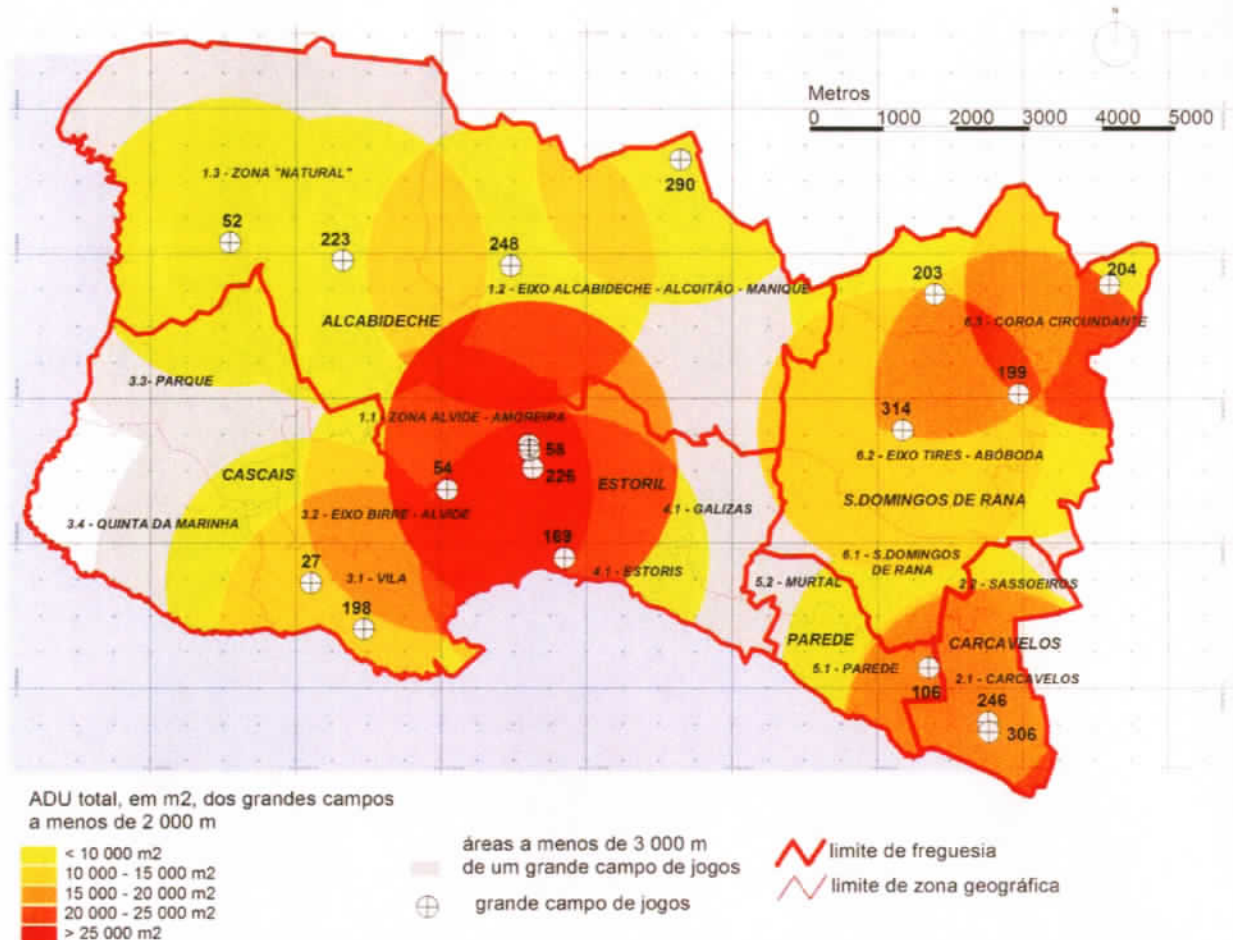 N
Metros
0 1000 2000 3000 4000 5000
1.3 - ZONA "NATURAL"
290
52
223
248
203
204
1.2 - EIXO ALCABIDECHE - ALCOITÃO - MANIQUE
ALCABIDECHE
6.3 - COROA CIRCUNDANTE
3.3- PARQUE
199
1.1 - ZONA ALVIDE - AMOREIRA
314
58
6.2 - EIXO TIRES - ABÓBODA
CASCAIS
54
226
ESTORIL
S.DOMINGOS DE RANA
3.4 - QUINTA DA MARINHA
3.2 - EIXO BIRRE - ALVIDE
4.1 - GALIZAS
169
27
3.1 - VILA
4.1 - ESTORIS
6.1 - S.DOMINGOS
DE RANA
5.2 - MURTAL
2.2 - SASSOEIROS
198
PAREDE
CARCAVELOS
5.1 - PAREDE
2.1 - CARCAVELOS
106
246
306
ADU total, em m2, dos grandes campos
a menos de 2 000 m
< 10 000 m2
10 000 - 15 000 m2
15 000 - 20 000 m2
20 000 - 25 000 m2
> 25 000 m2
áreas a menos de 3 000 m
de um grande campo de jogos
grande campo de jogos
limite de freguesia
limite de zona geográfica